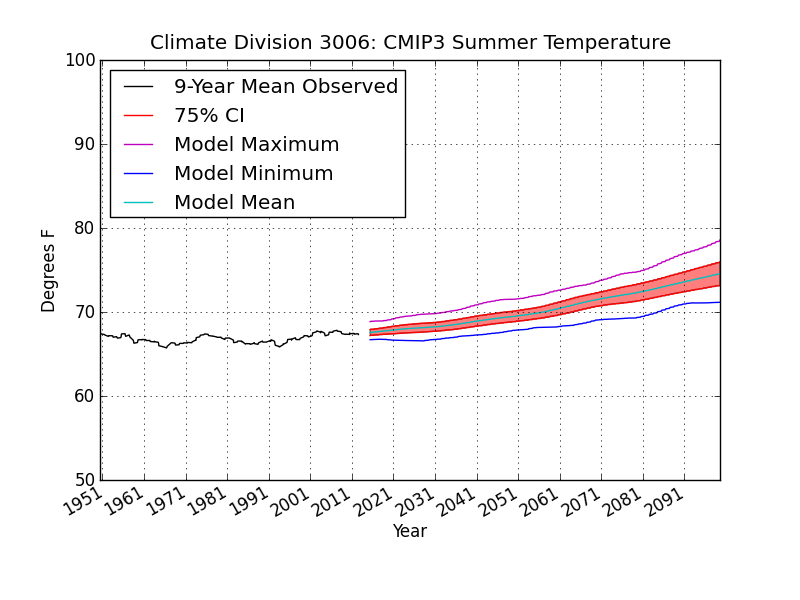 Climate Division 3006: CMIP3 Summer Temperature
100
90
80
70
60
50
Degrees F
9-Year Mean Observed
75% CI
Model Maximum
Model Minimum
Model Mean
1951
1961
1971
1981
1991
2001
2011
2021
2031
2041
2051
2061
2071
2081
2091
Year